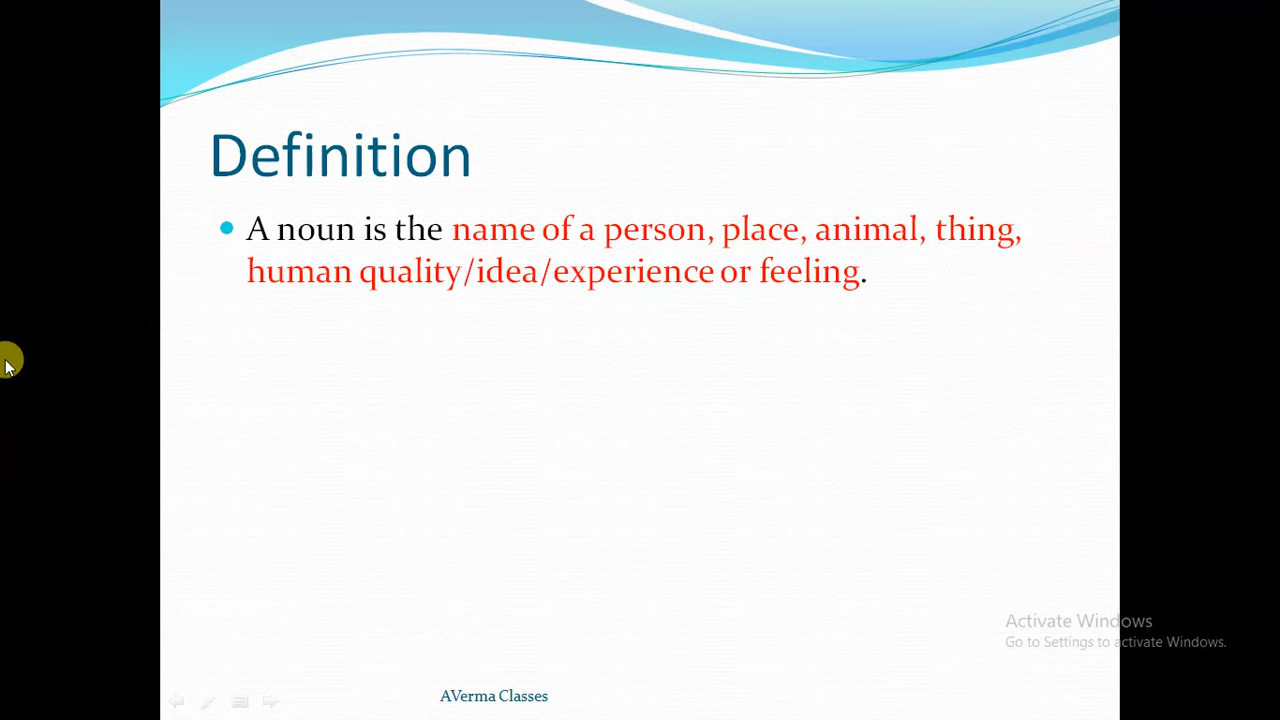 Definition
A noun is the name of a person, place, animal, thing,
human quality/idea/experience or feeling.
Activate Windows
Go to Settings to activate Windows.
AVerma Classes